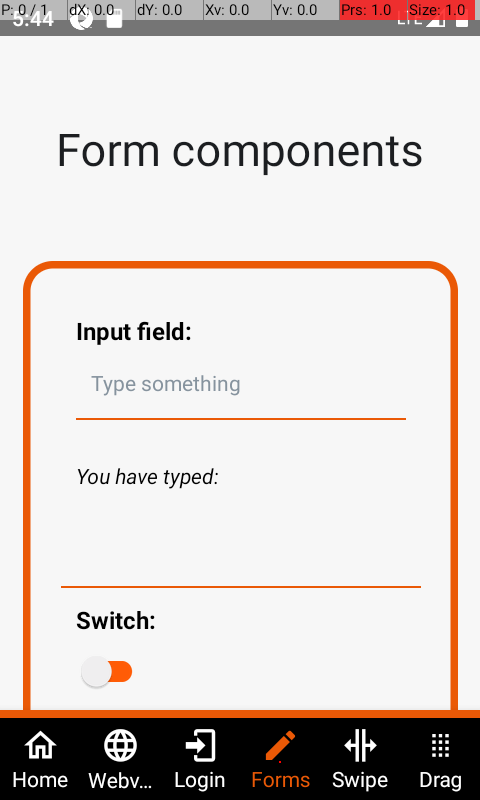 P: 0 / 1 dX: 0.0 dY: 0.0 Xv: 0.0 Yv: 0.0 Prs: 1.0 Size: 1.0
5:44 LTE
Form components
Input field:
Type something
You have typed:
Switch:
Home Webv... Login Forms Swipe Drag